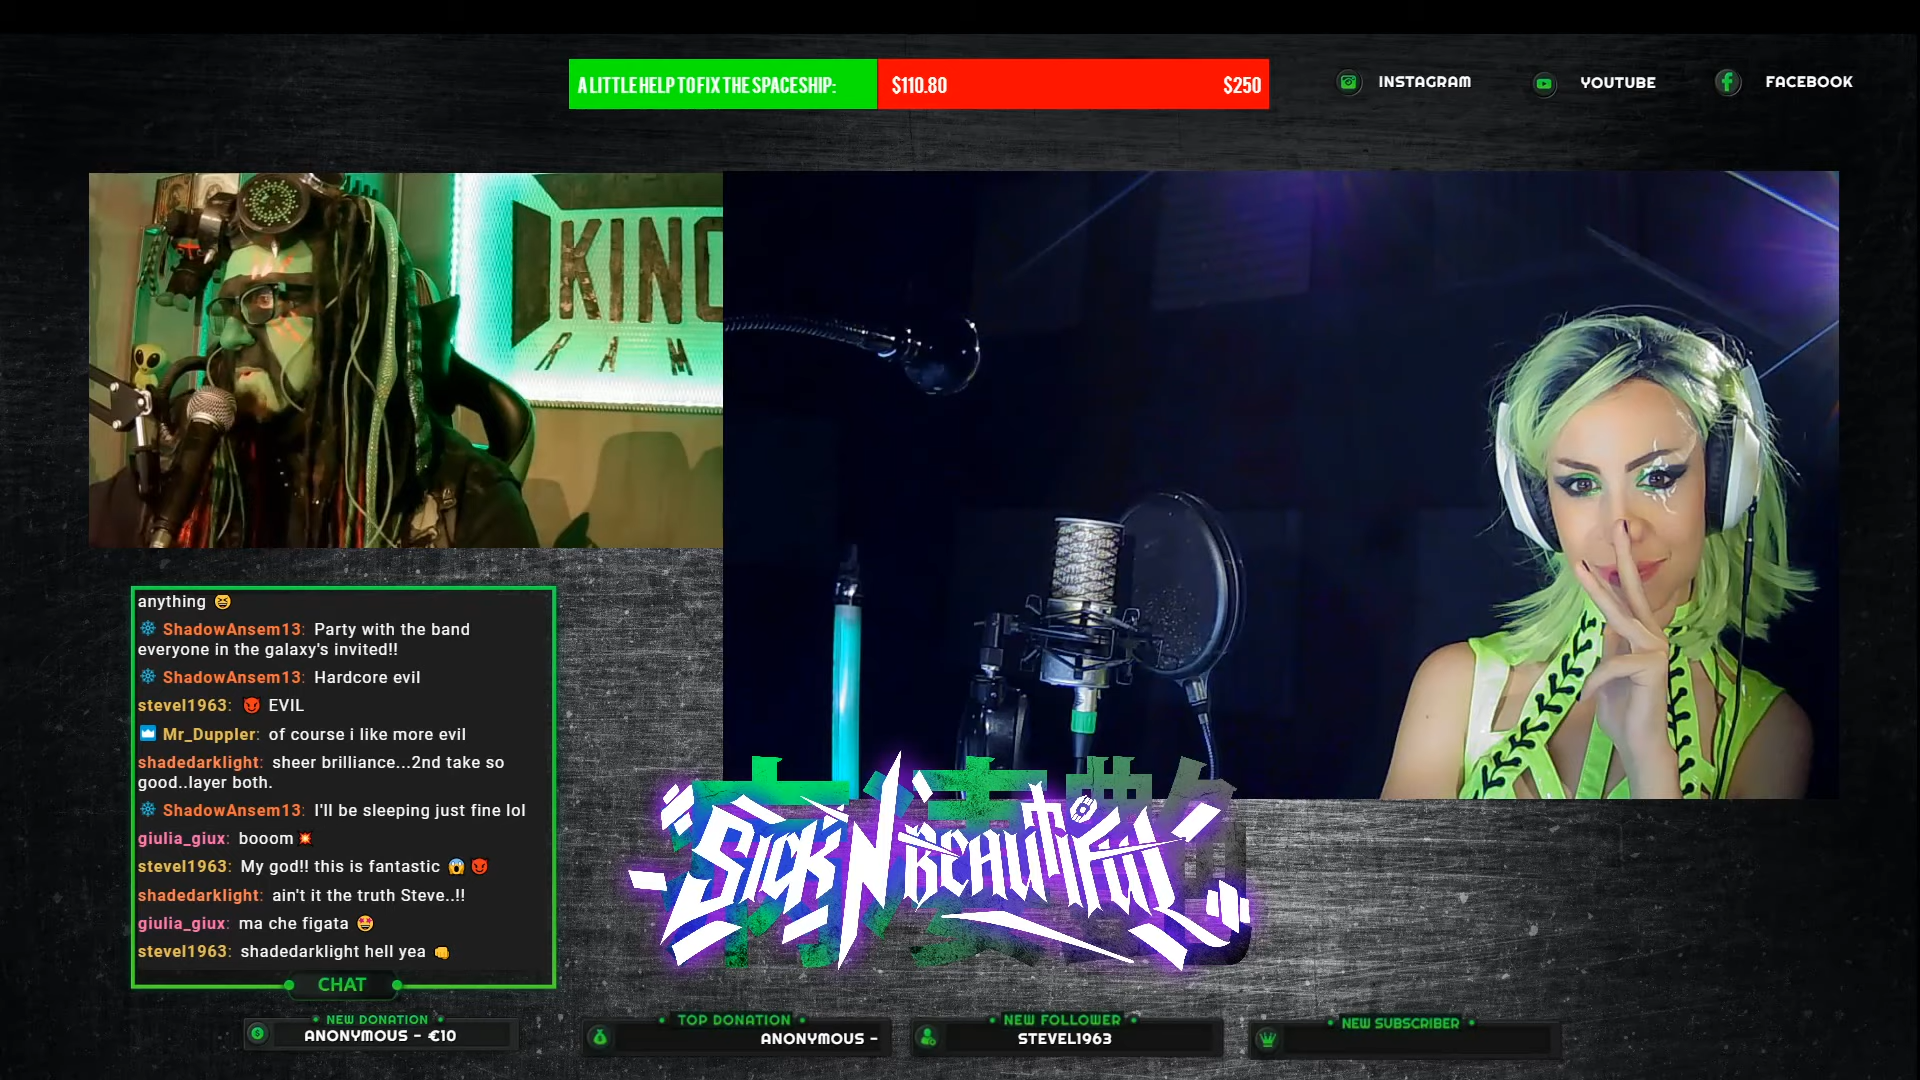 A LITTLE HELP TO FIX THE SPACESHIP:
$110.80
$250
INSTAGRAM
YOUTUBE
FACEBOOK
KING
RAM
anything 😆
ShadowAnsem13: Party with the band
everyone in the galaxy's invited!!
ShadowAnsem13: Hardcore evil
stevel1963: 😈 EVIL
Mr_Duppler: of course i like more evil
shadedarklight: sheer brilliance...2nd take so
good..layer both.
ShadowAnsem13: I'll be sleeping just fine lol
giulia_giux: booom💥
stevel1963: My god!! this is fantastic 😱 😈
shadedarklight: ain't it the truth Steve..!!
giulia_giux: ma che figata 🤩
stevel1963: shadedarklight hell yea 👊
CHAT
SICK N BEAUTIFUL
NEW DONATION
ANONYMOUS - €10
TOP DONATION
ANONYMOUS -
NEW FOLLOWER
STEVEL1963
NEW SUBSCRIBER